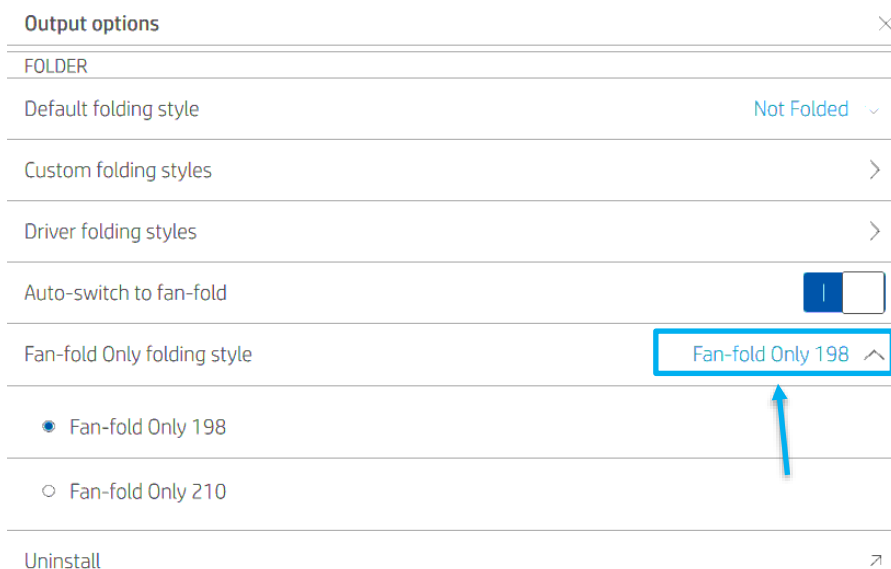 Output options
FOLDER
Default folding style Not Folded
Custom folding styles
Driver folding styles
Auto-switch to fan-fold
Fan-fold Only folding style Fan-fold Only 198
Fan-fold Only 198
Fan-fold Only 210
Uninstall